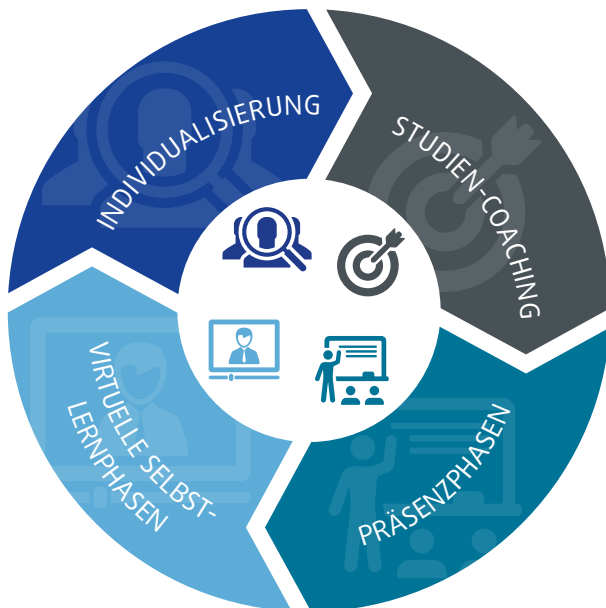 INDIVIDUALISIERUNG
STUDIEN-COACHING
PRÄSENZPHASEN
VIRTUELLE SELBST-
LERNPHASEN